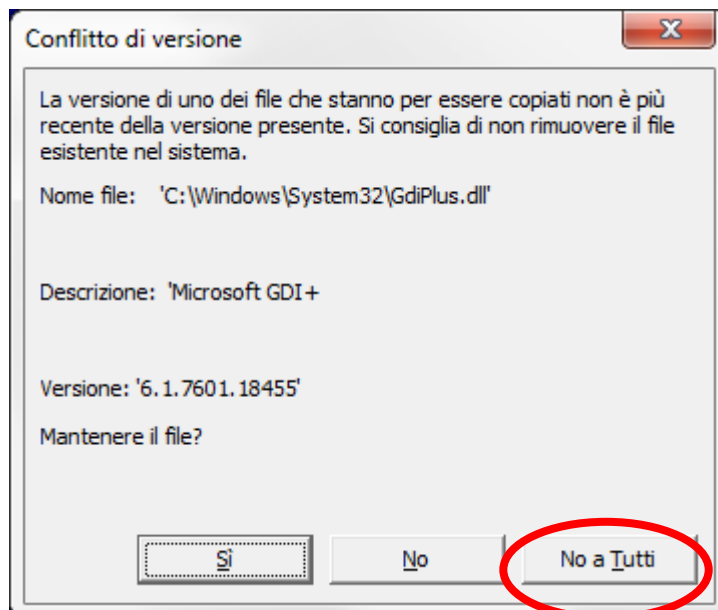 Conflitto di versione
La versione di uno dei file che stanno per essere copiati non è più
recente della versione presente. Si consiglia di non rimuovere il file
esistente nel sistema.
Nome file: 'C:\Windows\System32\GdiPlus.dll'
Descrizione: 'Microsoft GDI+
Versione: '6.1.7601.18455'
Mantenere il file?
Sì No No a Tutti